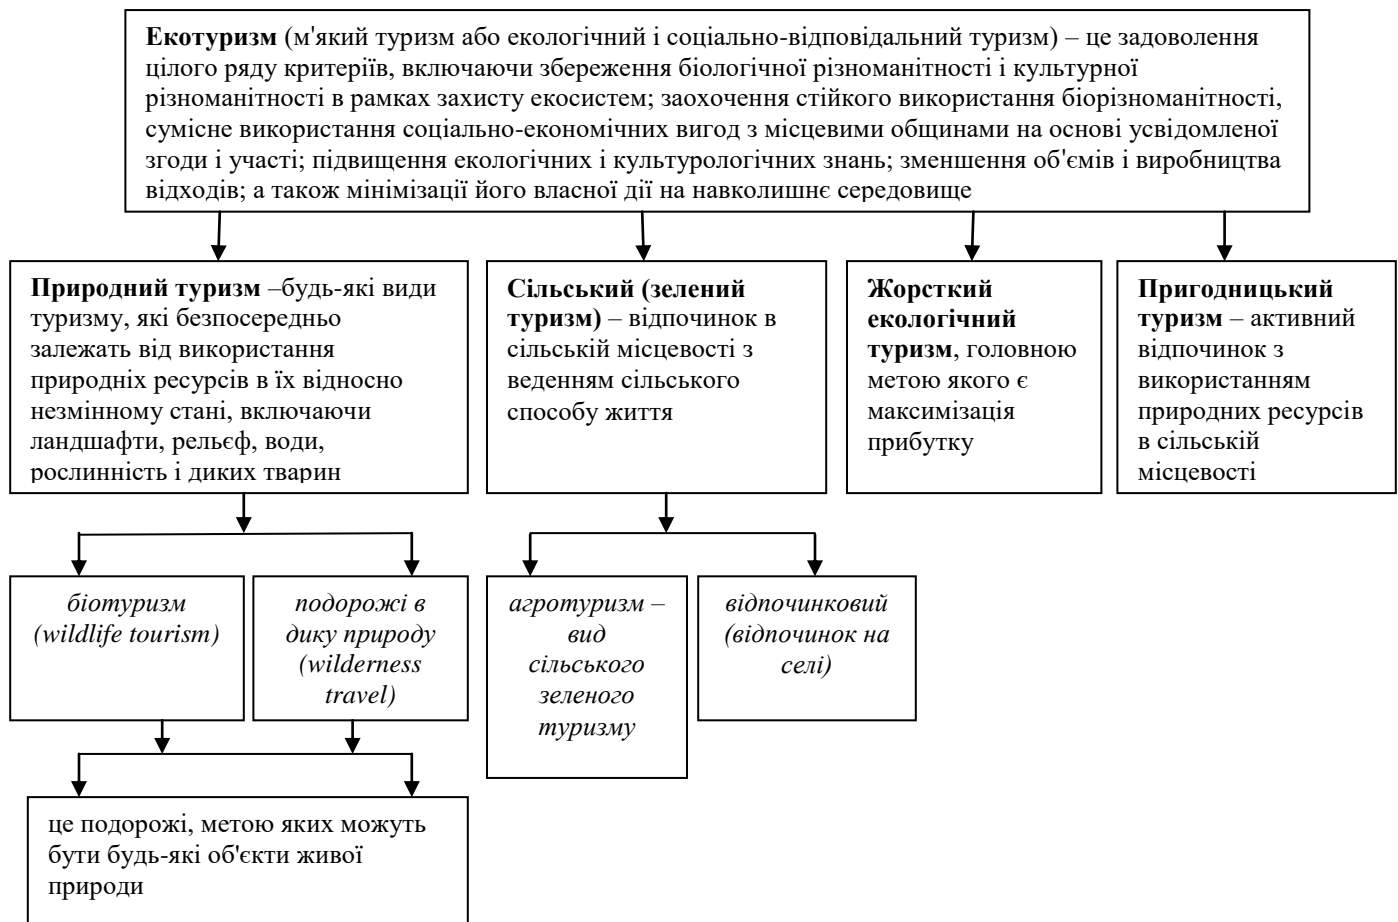 Екотуризм (м'який туризм або екологічний і соціально-відповідальний туризм) – це задоволення
цілого ряду критеріїв, включаючи збереження біологічної різноманітності і культурної
різноманітності в рамках захисту екосистем; заохочення стійкого використання біорізноманітності,
сумісне використання соціально-економічних вигод з місцевими общинами на основі усвідомленої
згоди і участі; підвищення екологічних і культурологічних знань; зменшення об'ємів і виробництва
відходів; а також мінімізації його власної дії на навколишнє середовище
Природний туризм –будь-які види
туризму, які безпосередньо
залежать від використання
природніх ресурсів в їх відносно
незмінному стані, включаючи
ландшафти, рельєф, води,
рослинність і диких тварин
Сільський (зелений
туризм) – відпочинок в
сільській місцевості з
веденням сільського
способу життя
Жорсткий
екологічний
туризм, головною
метою якого є
максимізація
прибутку
Пригодницький
туризм – активний
відпочинок з
використанням
природних ресурсів
в сільській
місцевості
біотуризм
(wildlife tourism)
подорожі в
дику природу
(wilderness
travel)
агротуризм –
вид
сільського
зеленого
туризму
відпочинковий
(відпочинок на
селі)
це подорожі, метою яких можуть
бути будь-які об'єкти живої
природи